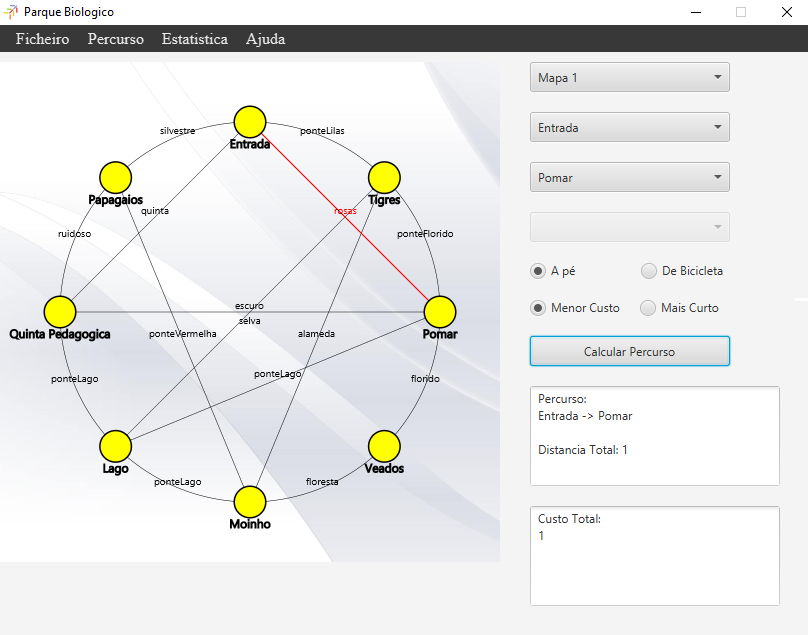 Parque Biologico
Ficheiro Percurso Estatistica Ajuda
silvestre
ponteLilas
Entrada
Papagaios
Tigres
quinta
rosas
ruidoso
ponteFlorido
escuro
selva
Quinta Pedagogica
ponteVermelha
alameda
Pomar
ponteLago
ponteLago
florido
Lago
Veados
ponteLago
floresta
Moinho
Mapa 1
Entrada
Pomar
A pé
De Bicicleta
Menor Custo
Mais Curto
Calcular Percurso
Percurso:
Entrada -> Pomar
Distancia Total: 1
Custo Total:
1